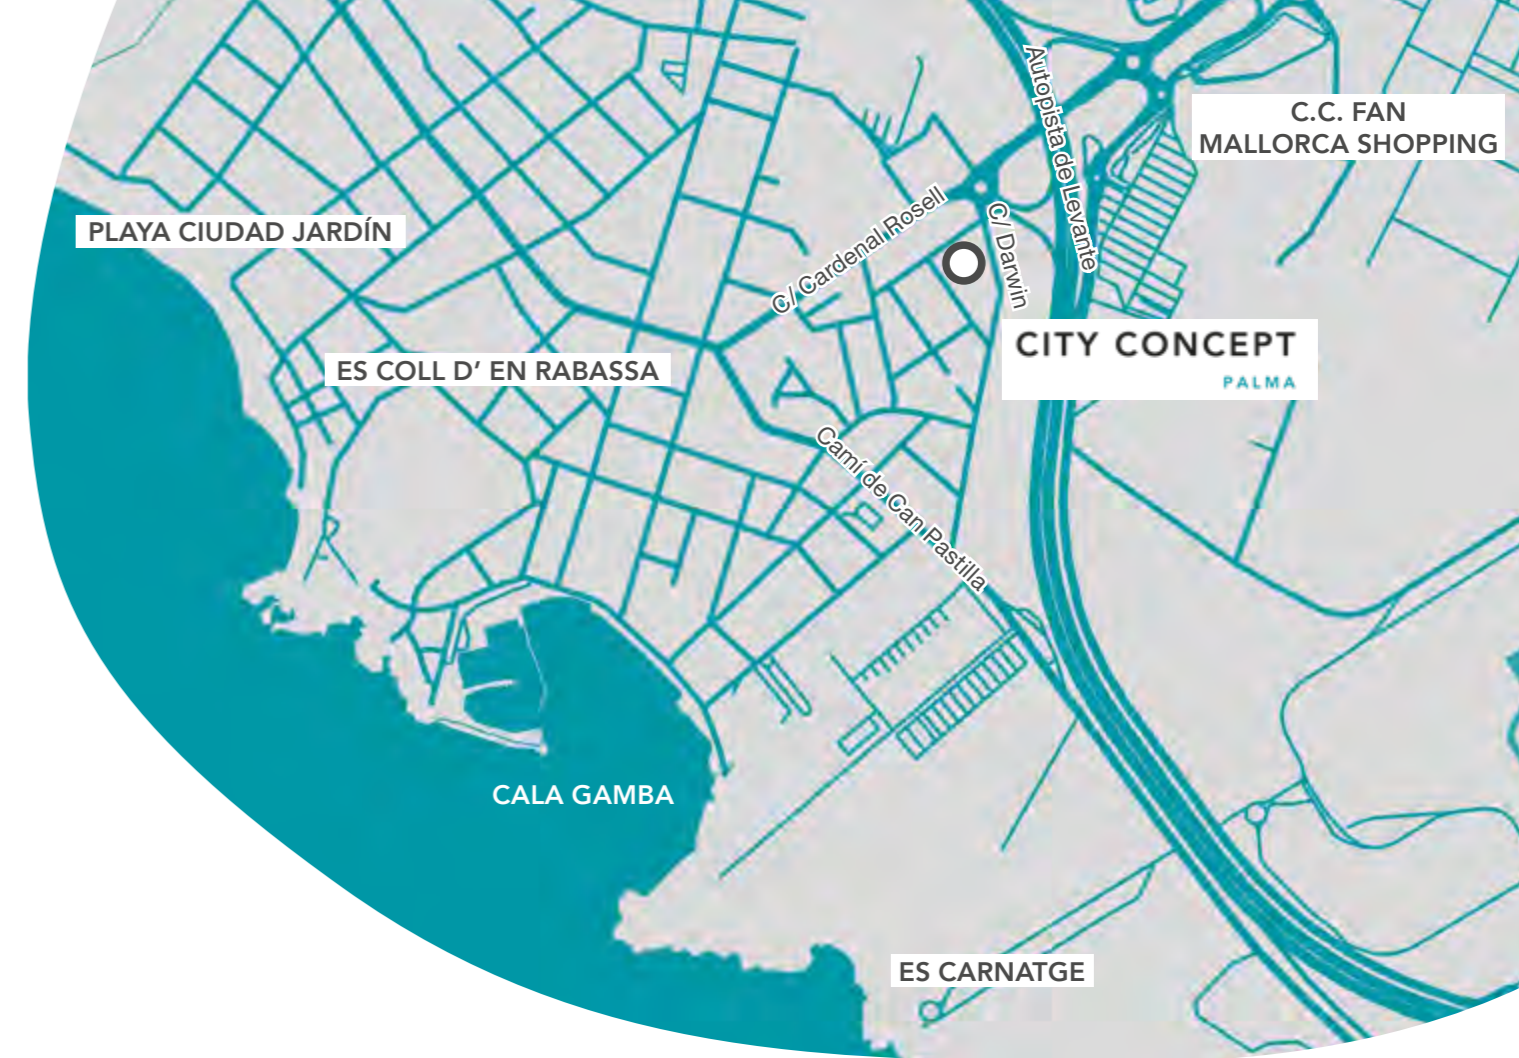 Autopista de Levante
C.C. FAN
MALLORCA SHOPPING
PLAYA CIUDAD JARDÍN
C/ Cardenal Rosell
C/ Darwin
CITY CONCEPT
PALMA
ES COLL D’ EN RABASSA
Camí de Can Pastilla
CALA GAMBA
ES CARNATGE